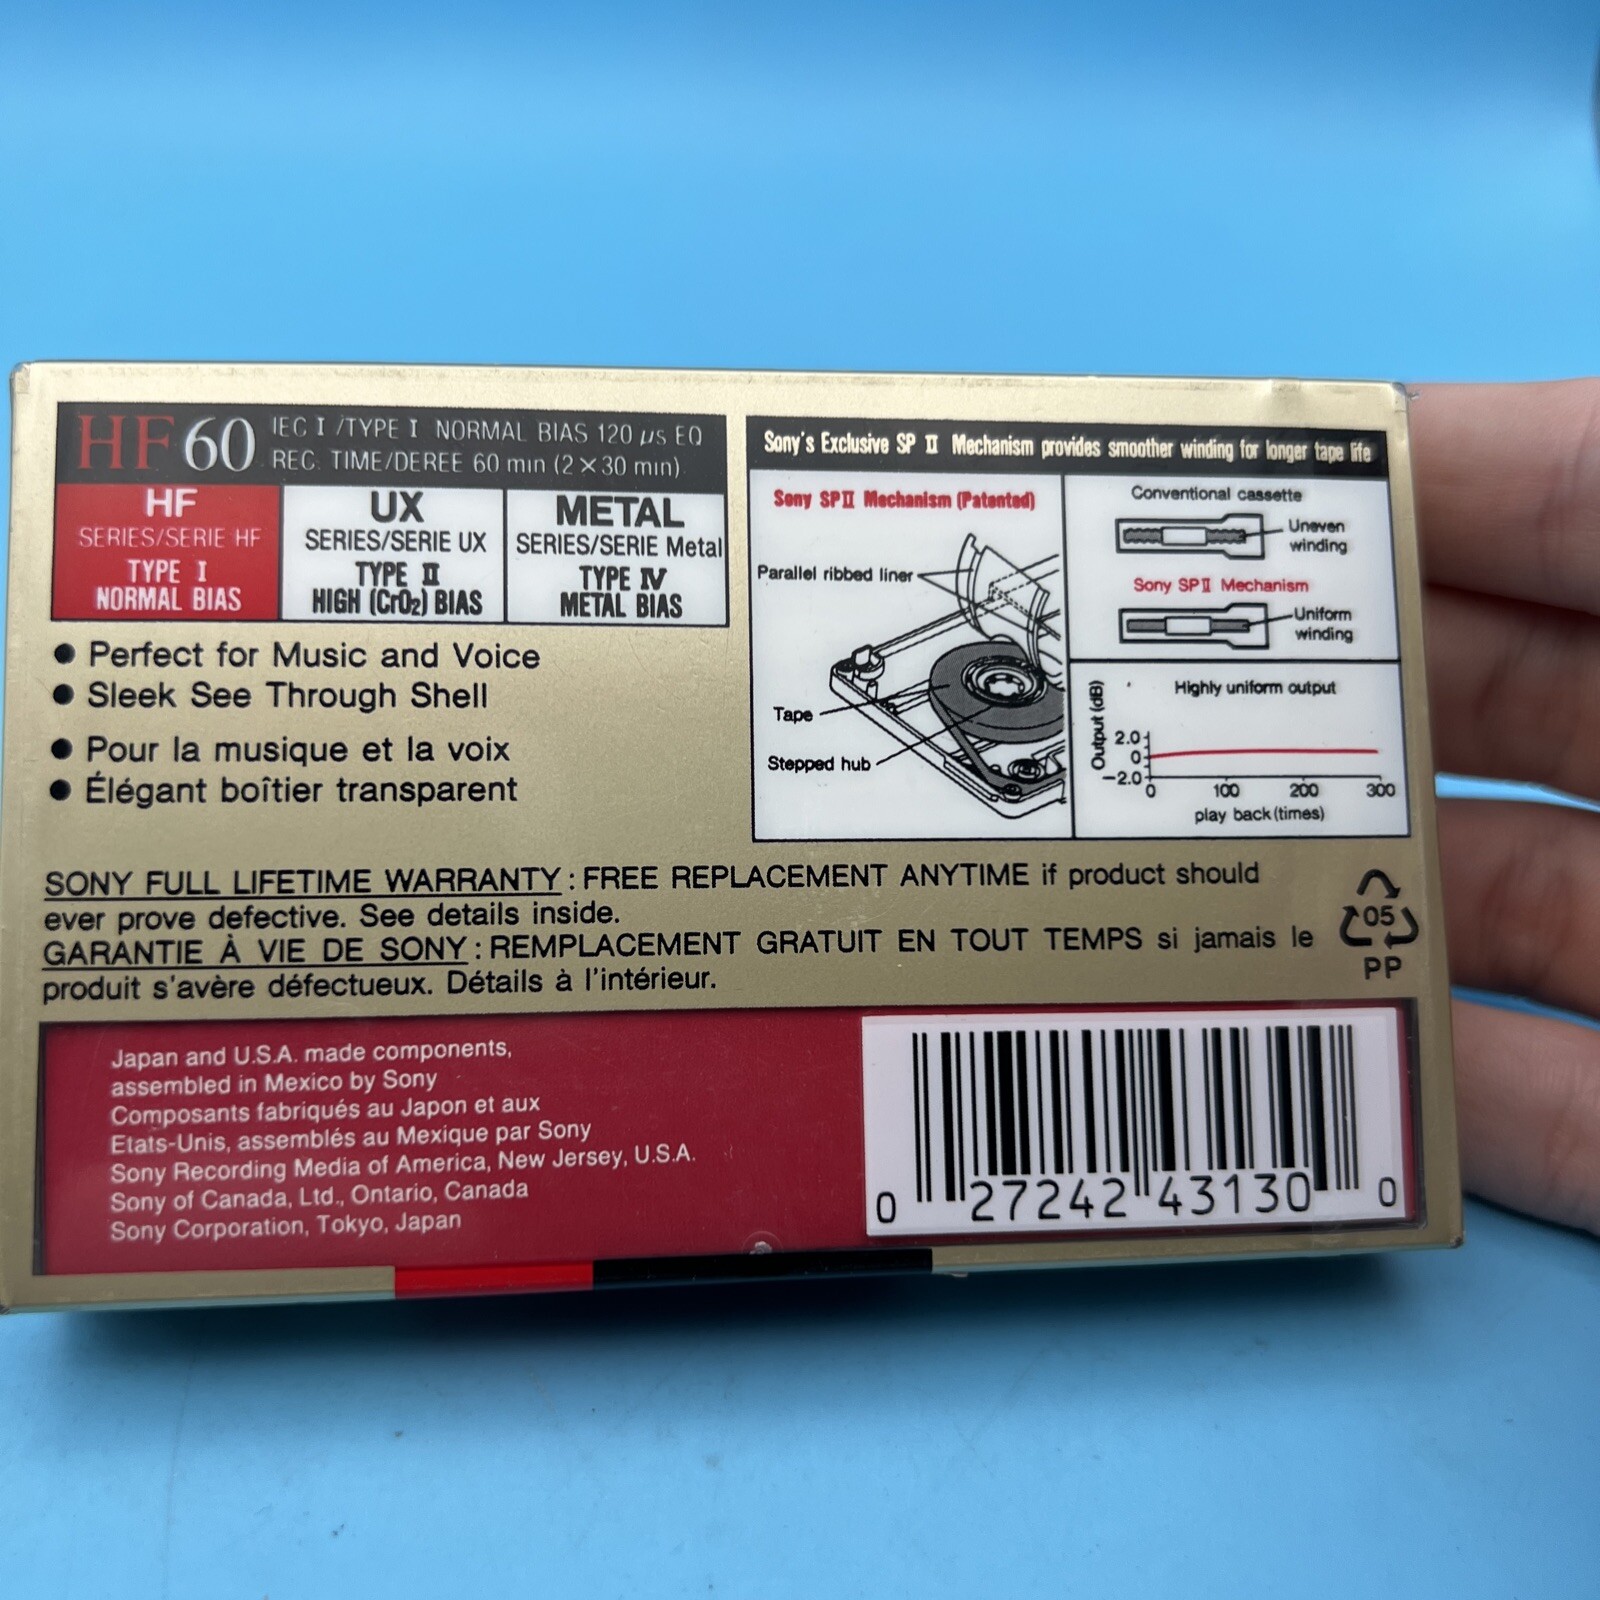 HF 60
IEC I /TYPE I NORMAL BIAS 120 µs EQ
REC. TIME/DEREE 60 min (2×30 min)
HF
SERIES/SERIE HF
TYPE I
NORMAL BIAS
UX
SERIES/SERIE UX
TYPE II
HIGH (CrO2) BIAS
METAL
SERIES/SERIE Metal
TYPE IV
METAL BIAS
● Perfect for Music and Voice
● Sleek See Through Shell
● Pour la musique et la voix
● Élégant boîtier transparent
Sony's Exclusive SP II Mechanism provides smoother winding for longer tape life
Sony SPII Mechanism (Patented)
Parallel ribbed liner
Tape
Stepped hub
Conventional cassette
Uneven
winding
Sony SPII Mechanism
Uniform
winding
Highly uniform output
Output (dB)
2.0
0
−2.0
0 100 200 300
play back (times)
SONY FULL LIFETIME WARRANTY : FREE REPLACEMENT ANYTIME if product should
ever prove defective. See details inside.
GARANTIE À VIE DE SONY : REMPLACEMENT GRATUIT EN TOUT TEMPS si jamais le
produit s'avère défectueux. Détails à l'intérieur.
05
PP
Japan and U.S.A. made components,
assembled in Mexico by Sony
Composants fabriqués au Japon et aux
Etats-Unis, assemblés au Mexique par Sony
Sony Recording Media of America, New Jersey, U.S.A.
Sony of Canada, Ltd., Ontario, Canada
Sony Corporation, Tokyo, Japan
0 27242 43130 0